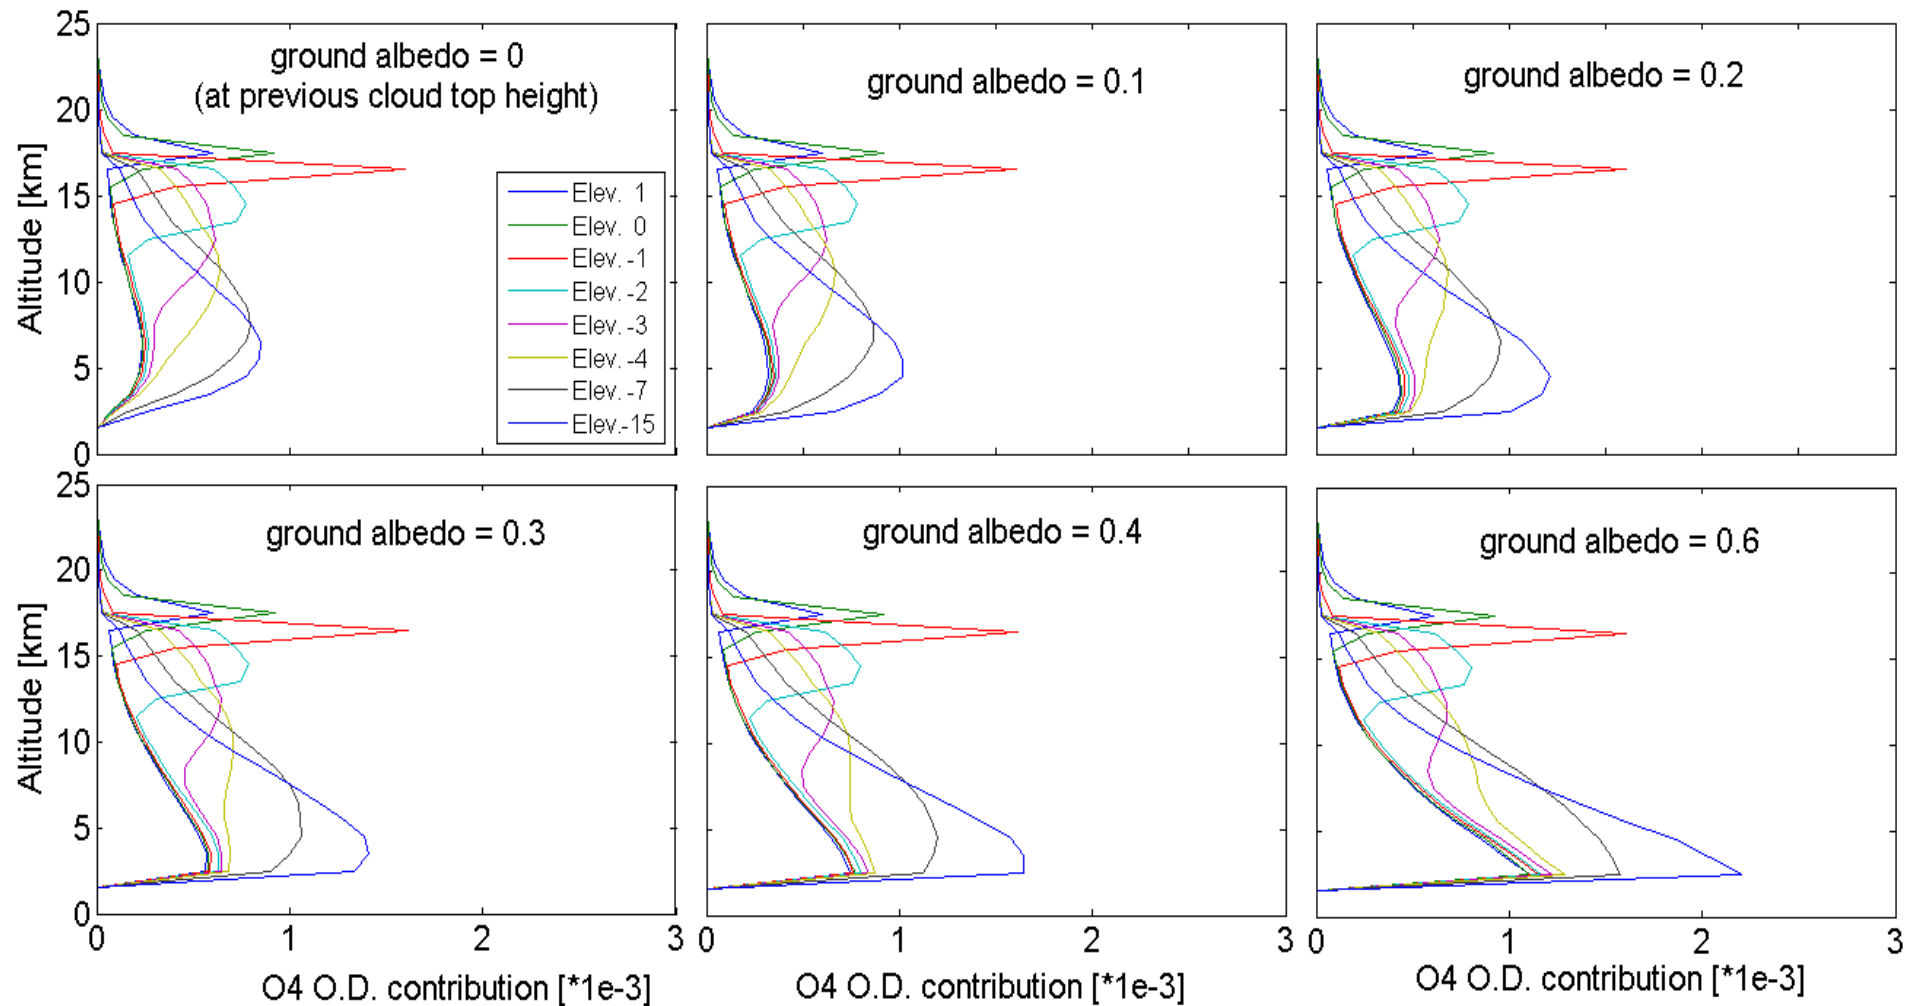 25
20
15
10
5
0
Altitude [km]
ground albedo = 0
(at previous cloud top height)
Elev. 1
Elev. 0
Elev. -1
Elev. -2
Elev. -3
Elev. -4
Elev. -7
Elev.-15
ground albedo = 0.1
ground albedo = 0.2
25
20
15
10
5
0
Altitude [km]
ground albedo = 0.3
0 1 2 3
O4 O.D. contribution [*1e-3]
ground albedo = 0.4
0 1 2 3
O4 O.D. contribution [*1e-3]
ground albedo = 0.6
0 1 2 3
O4 O.D. contribution [*1e-3]